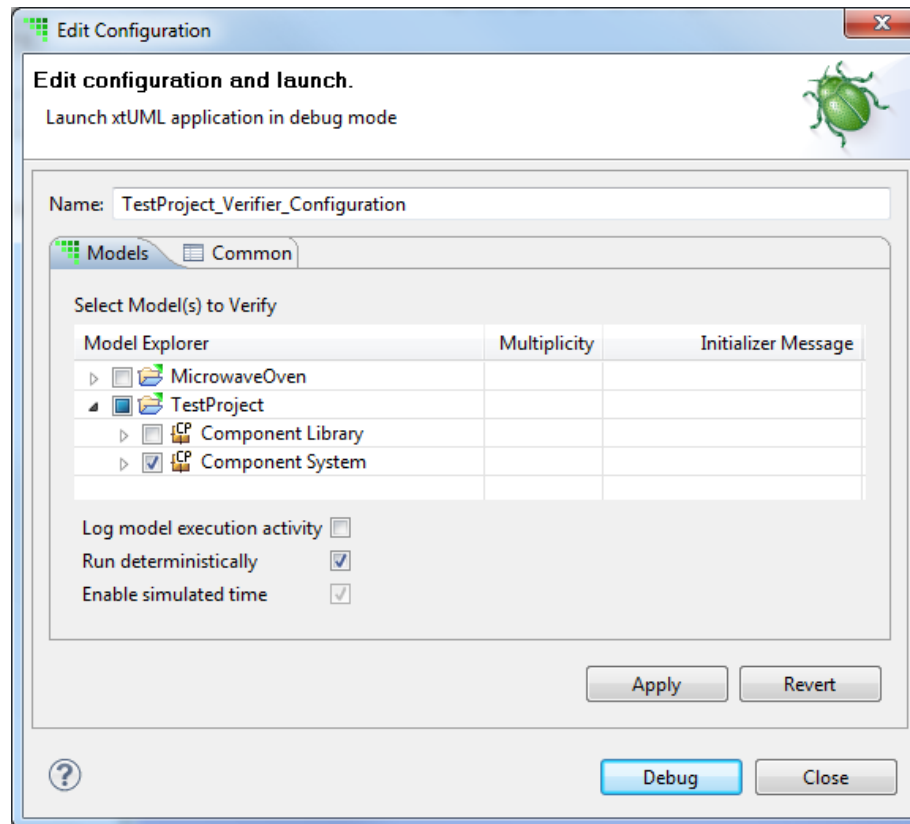 Edit Configuration
X
Edit configuration and launch.
Launch xtUML application in debug mode
Name: TestProject_Verifier_Configuration
Models Common
Select Model(s) to Verify
Model Explorer Multiplicity Initializer Message
MicrowaveOven
TestProject
CP Component Library
CP Component System
Log model execution activity
Run deterministically
Enable simulated time
Apply Revert
? Debug Close